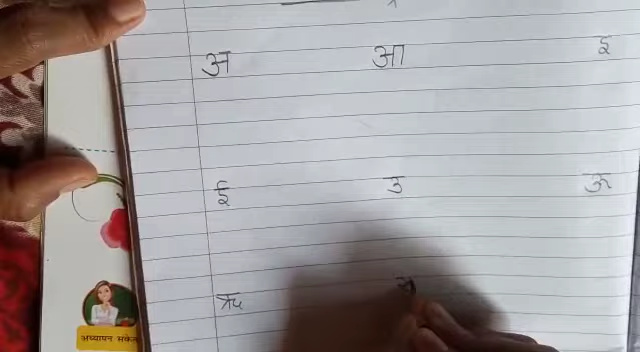 अ आ इ
ई उ ऊ
ऋ
अध्यापन संकेत